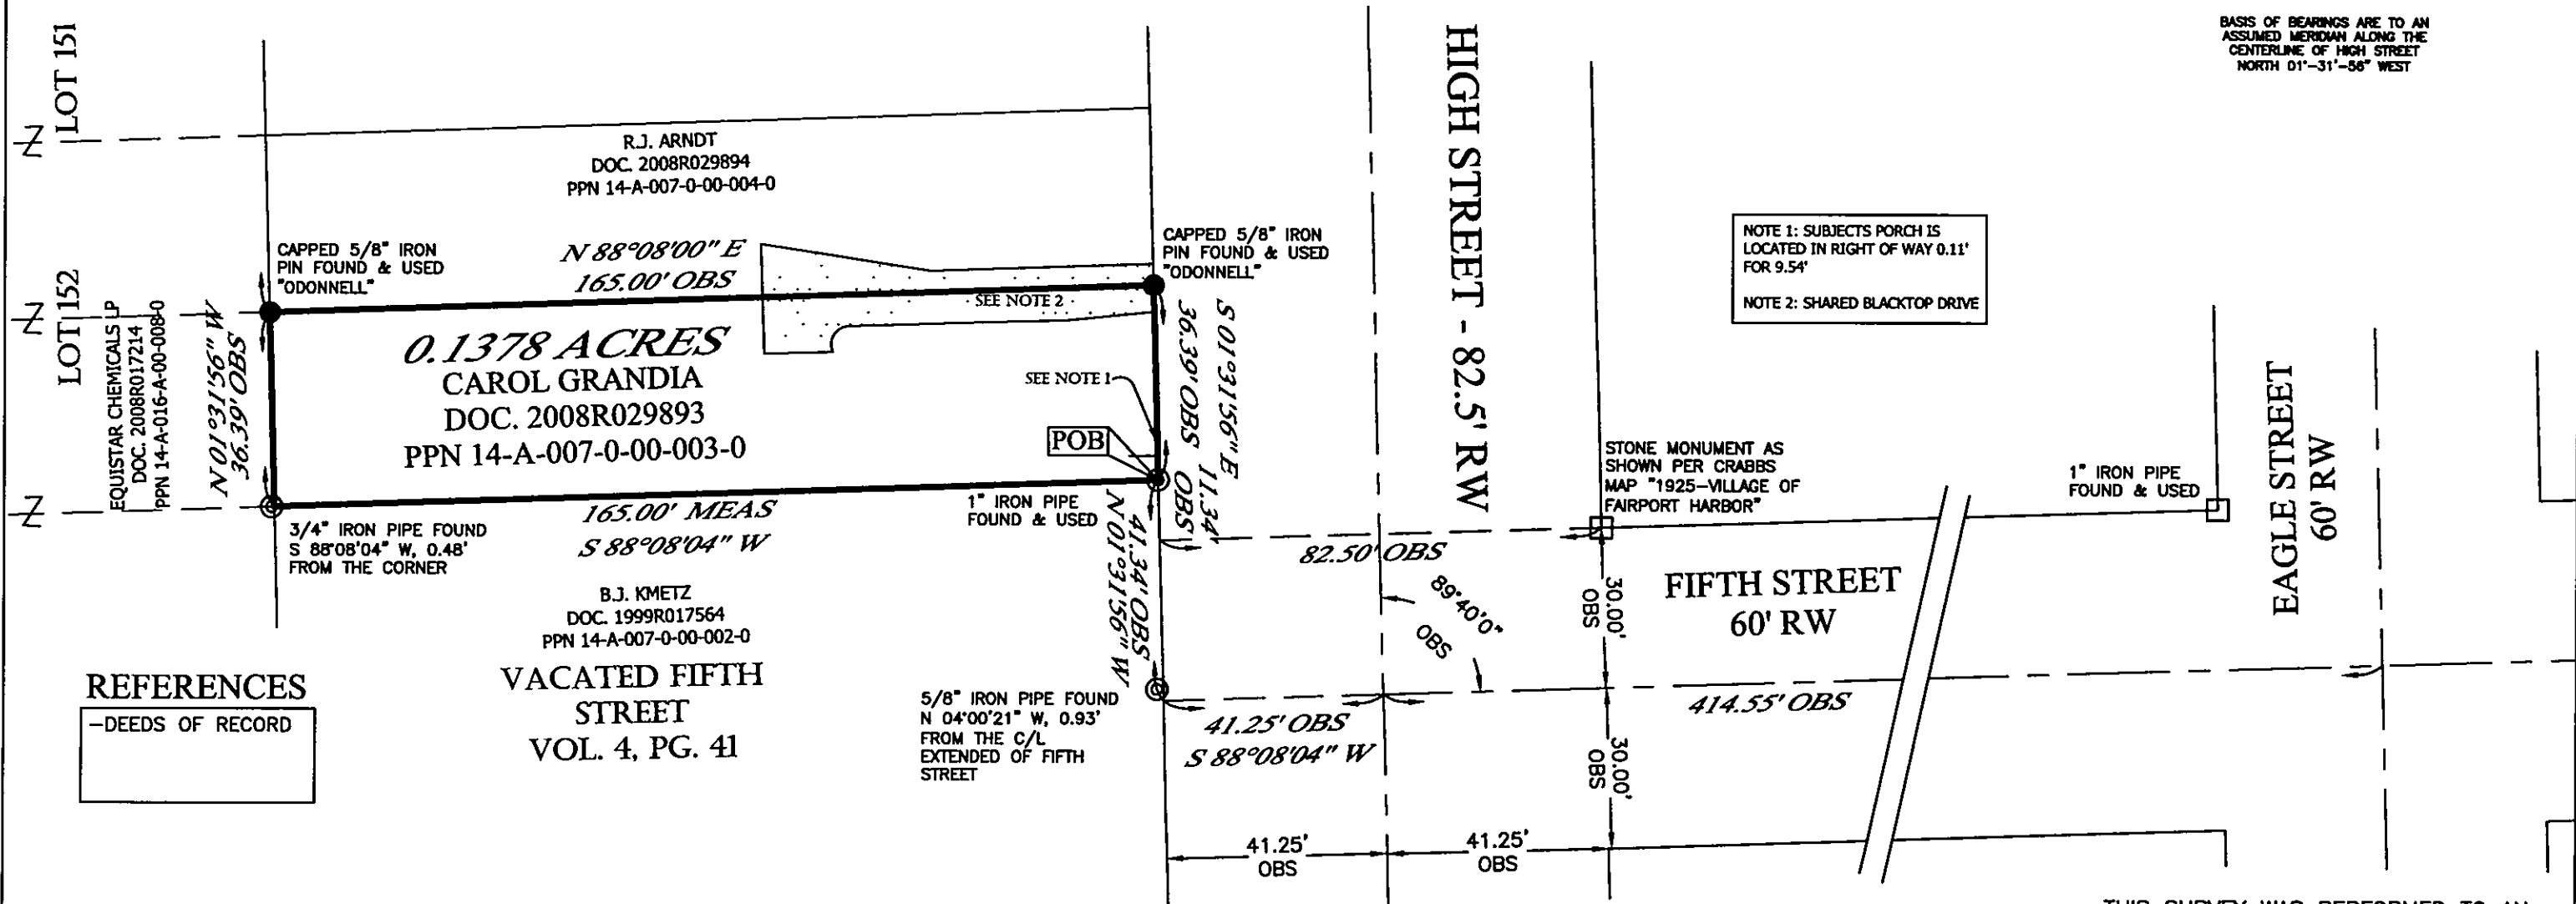 BASIS OF BEARINGS ARE TO AN
ASSUMED MERIDIAN ALONG THE
CENTERLINE OF HIGH STREET
NORTH 01°-31'-56" WEST
LOT 151
R.J. ARNDT
DOC. 2008R029894
PPN 14-A-007-0-00-004-0
HIGH STREET - 82.5' RW
CAPPED 5/8" IRON
PIN FOUND & USED
"ODONNELL"
N 88°08'00" E
165.00' OBS
CAPPED 5/8" IRON
PIN FOUND & USED
"ODONNELL"
NOTE 1: SUBJECTS PORCH IS
LOCATED IN RIGHT OF WAY 0.11'
FOR 9.54'
NOTE 2: SHARED BLACKTOP DRIVE
LOT 152
EQUISTAR CHEMICALS LP
DOC. 2008R017214
PPN 14-A-016-A-00-008-0
N 01°31'56" W
36.39' OBS
SEE NOTE 2
0.1378 ACRES
CAROL GRANDIA
DOC. 2008R029893
PPN 14-A-007-0-00-003-0
SEE NOTE 1
POB
S 01°31'56" E
36.39' OBS
11.34'
OBS
3/4" IRON PIPE FOUND
S 88°08'04" W, 0.48'
FROM THE CORNER
165.00' MEAS
S 88°08'04" W
1" IRON PIPE
FOUND & USED
41.34' OBS
N 01°31'56" W
82.50' OBS
STONE MONUMENT AS
SHOWN PER CRABBS
MAP "1925-VILLAGE OF
FAIRPORT HARBOR"
1" IRON PIPE
FOUND & USED
EAGLE STREET
60' RW
B.J. KMETZ
DOC. 1999R017564
PPN 14-A-007-0-00-002-0
VACATED FIFTH
STREET
VOL. 4, PG. 41
89°40'0"
OBS
30.00'
OBS
FIFTH STREET
60' RW
REFERENCES
-DEEDS OF RECORD
5/8" IRON PIPE FOUND
N 04°00'21" W, 0.93'
FROM THE C/L
EXTENDED OF FIFTH
STREET
41.25' OBS
S 88°08'04" W
414.55' OBS
30.00'
OBS
41.25'
OBS
41.25'
OBS
THIS SURVEY WAS PERFORMED TO AN